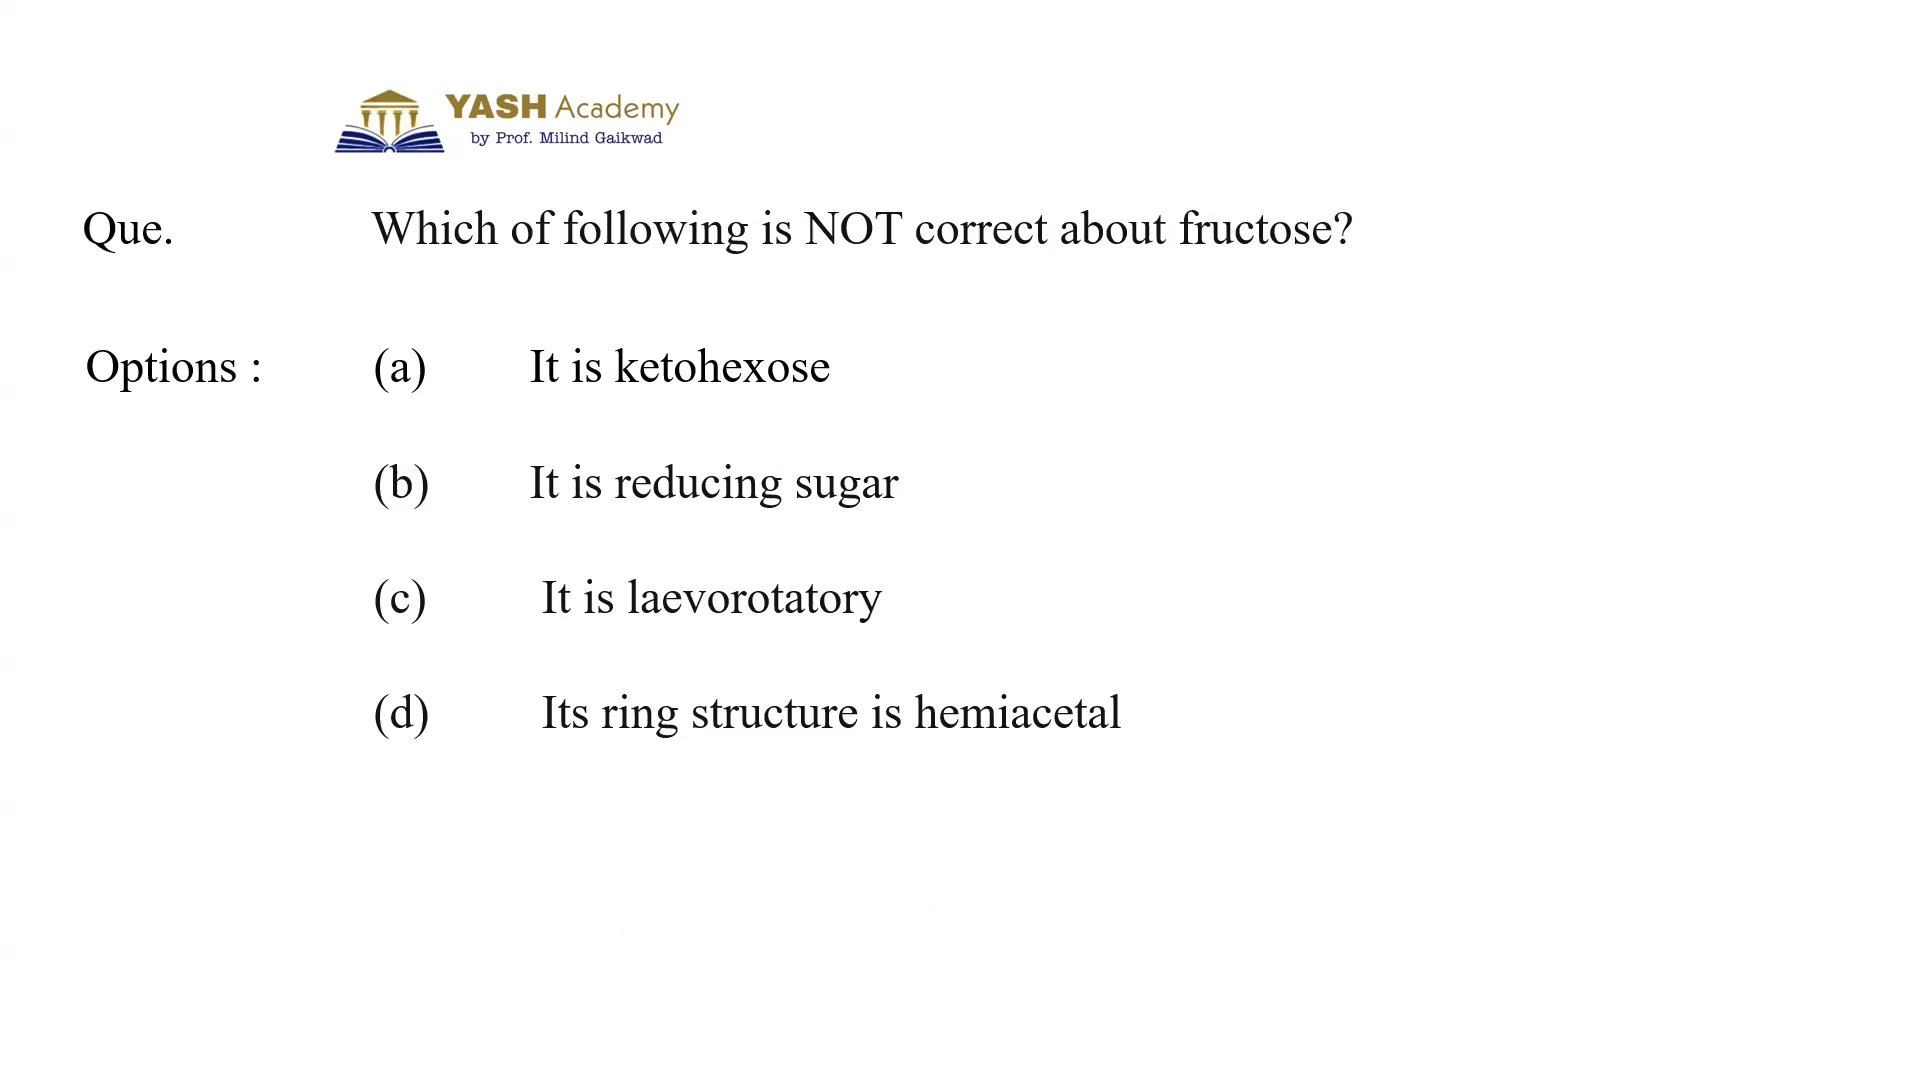 YASH Academy
by Prof. Milind Gaikwad
Que. Which of following is NOT correct about fructose?
Options : (a) It is ketohexose
(b) It is reducing sugar
(c) It is laevorotatory
(d) Its ring structure is hemiacetal